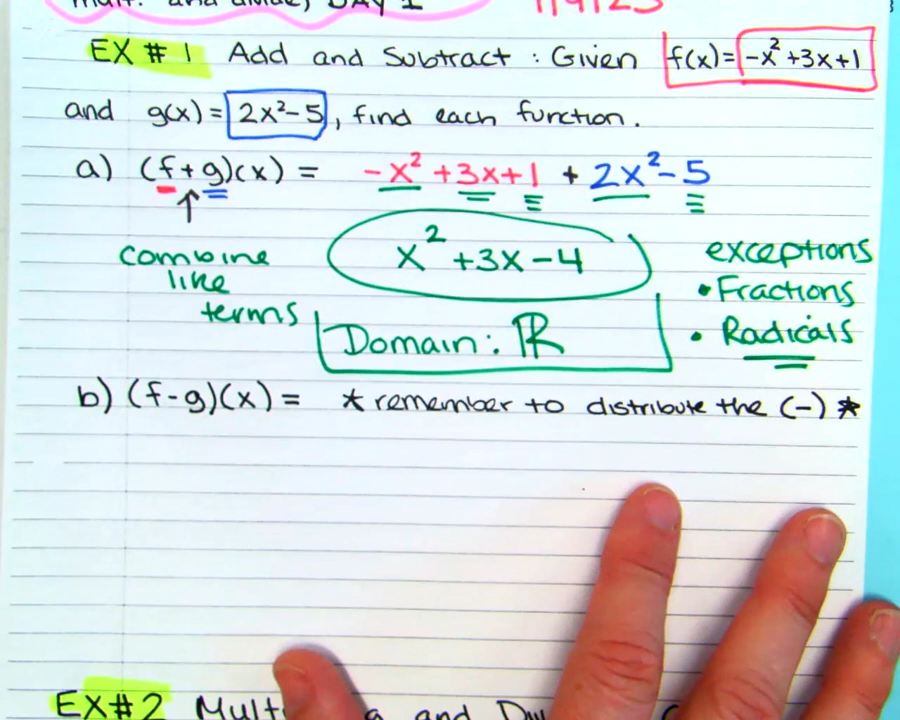 EX # 1 Add and Subtract : Given f(x)= -x² +3x+1
and g(x)= 2x²-5, find each function.
a) (f+g)(x) = -x² +3x+1 + 2x²-5
x² +3x-4
combine
like
terms
exceptions
• Fractions
• Radicals
Domain: ℝ
b) (f-g)(x) = * remember to distribute the (-) *
EX#2 and